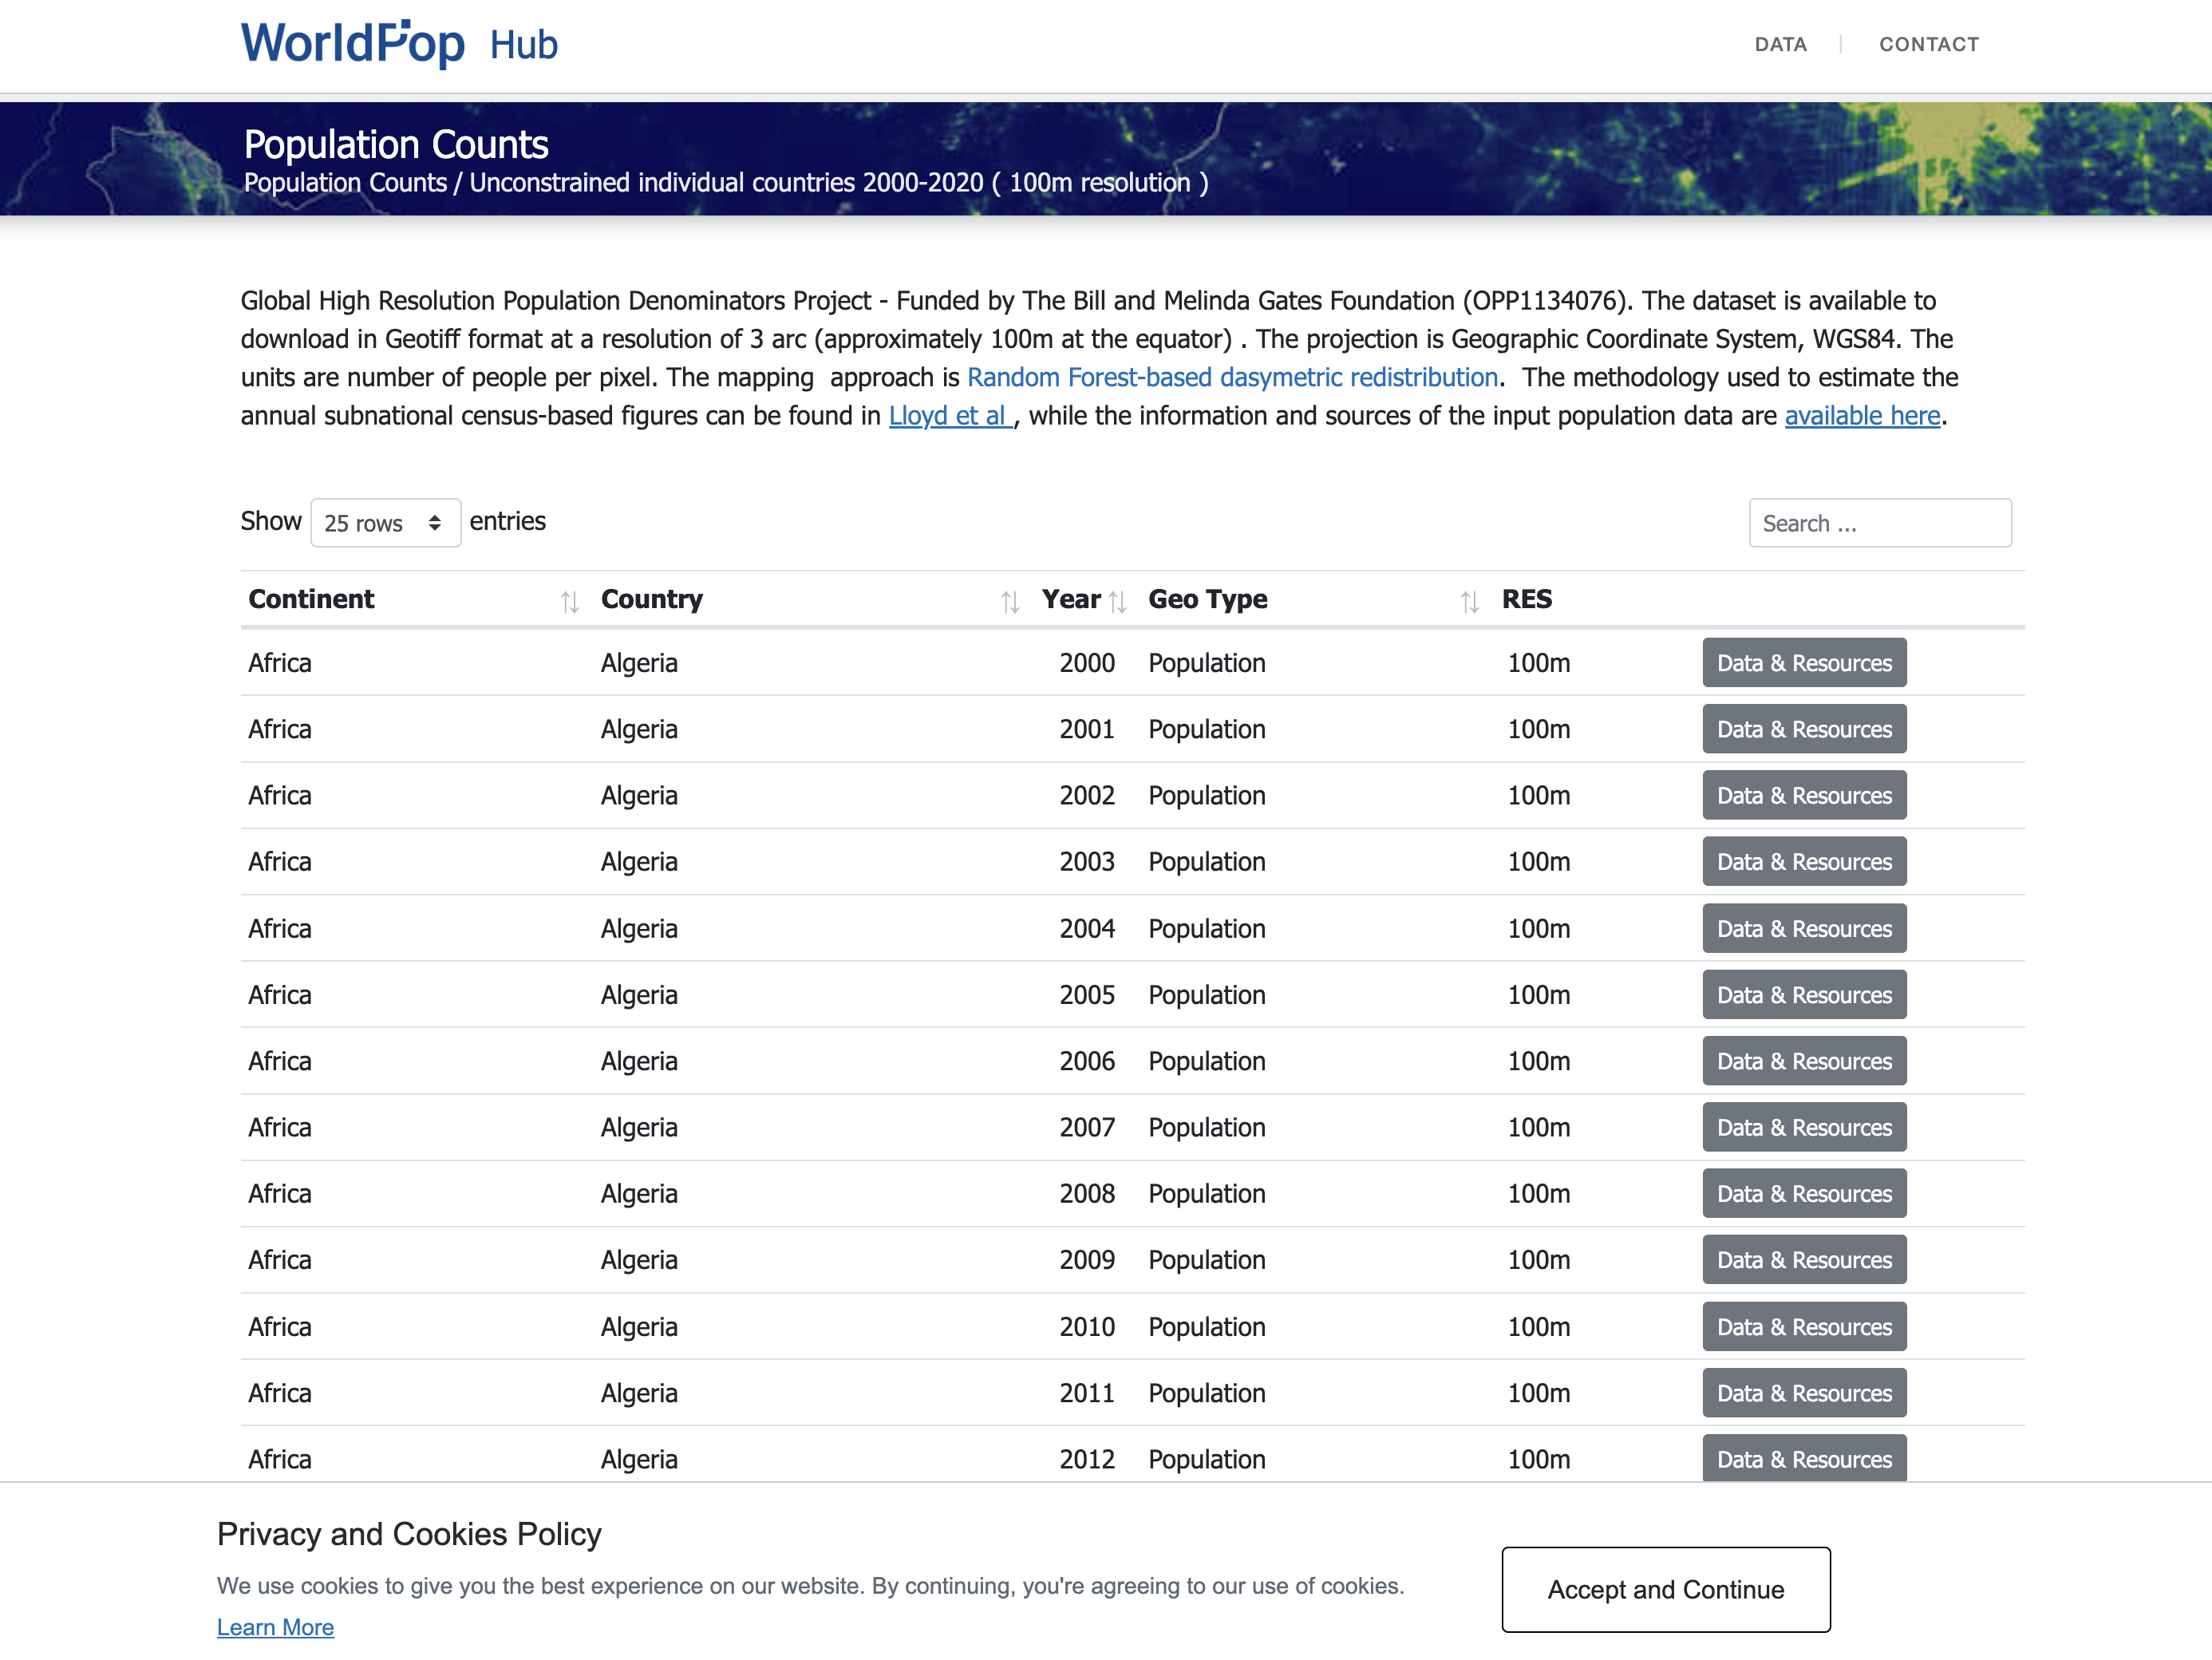 WorldPop Hub
DATA | CONTACT
Population Counts
Population Counts / Unconstrained individual countries 2000-2020 ( 100m resolution )
Global High Resolution Population Denominators Project - Funded by The Bill and Melinda Gates Foundation (OPP1134076). The dataset is available to
download in Geotiff format at a resolution of 3 arc (approximately 100m at the equator) . The projection is Geographic Coordinate System, WGS84. The
units are number of people per pixel. The mapping  approach is Random Forest-based dasymetric redistribution.  The methodology used to estimate the
annual subnational census-based figures can be found in Lloyd et al , while the information and sources of the input population data are available here.
Show 25 rows entries Search ...
Continent Country Year Geo Type RES
Africa Algeria 2000 Population 100m Data & Resources
Africa Algeria 2001 Population 100m Data & Resources
Africa Algeria 2002 Population 100m Data & Resources
Africa Algeria 2003 Population 100m Data & Resources
Africa Algeria 2004 Population 100m Data & Resources
Africa Algeria 2005 Population 100m Data & Resources
Africa Algeria 2006 Population 100m Data & Resources
Africa Algeria 2007 Population 100m Data & Resources
Africa Algeria 2008 Population 100m Data & Resources
Africa Algeria 2009 Population 100m Data & Resources
Africa Algeria 2010 Population 100m Data & Resources
Africa Algeria 2011 Population 100m Data & Resources
Africa Algeria 2012 Population 100m Data & Resources
Privacy and Cookies Policy
We use cookies to give you the best experience on our website. By continuing, you're agreeing to our use of cookies.
Learn More
Accept and Continue